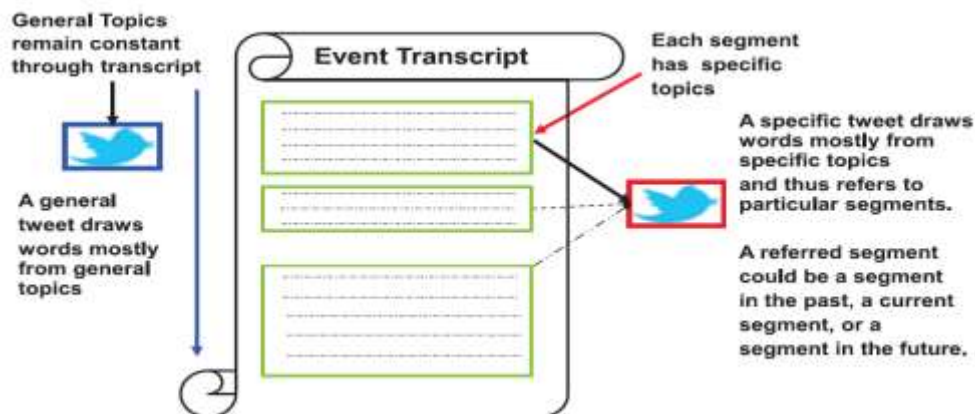 General Topics
remain constant
through transcript
A general
tweet draws
words mostly
from general
topics
Event Transcript
Each segment
has specific
topics
A specific tweet draws
words mostly from
specific topics
and thus refers to
particular segments.
A referred segment
could be a segment
in the past, a current
segment, or a
segment in the future.